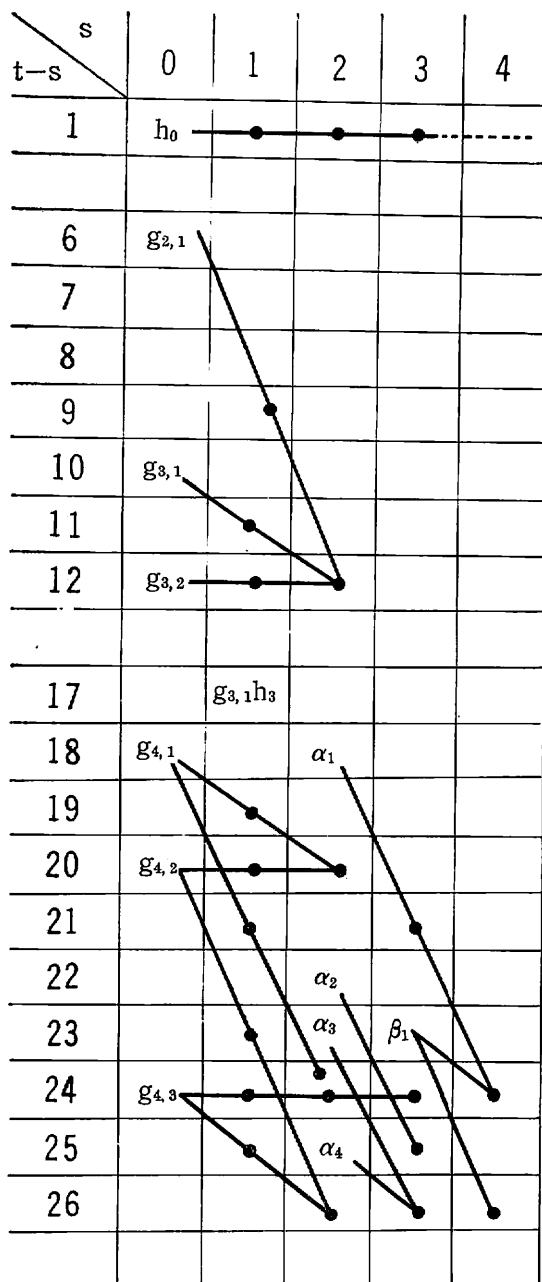 s
t-s
0 1 2 3 4
1 h₀
6 g₂,₁
7
8
9
10 g₃,₁
11
12 g₃,₂
17 g₃,₁h₃
18 g₄,₁ α₁
19
20 g₄,₂
21
22 α₂
23 α₃ β₁
24 g₄,₃
25 α₄
26